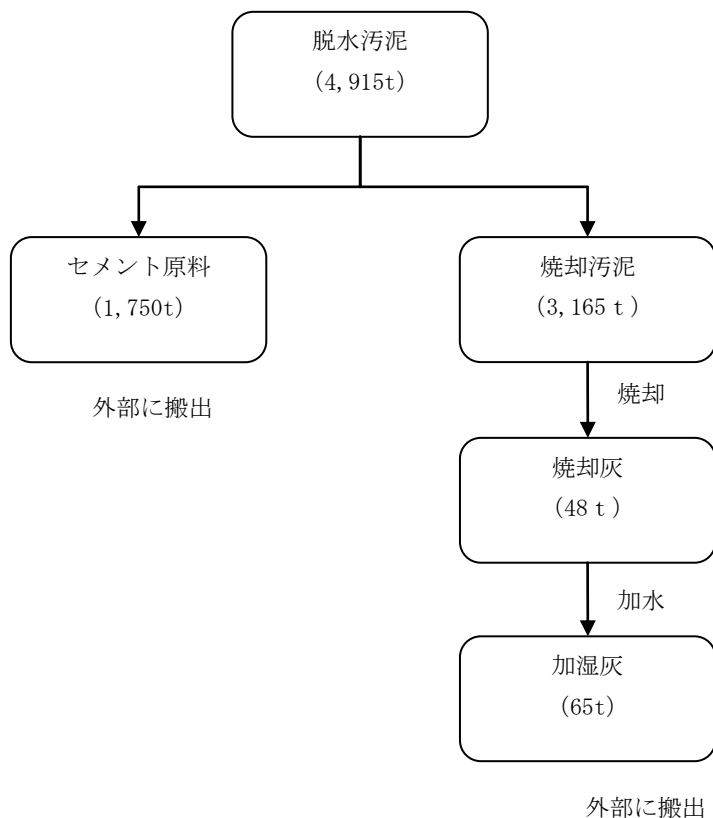 脱水汚泥
(4,915t)
セメント原料
(1,750t)
外部に搬出
焼却汚泥
(3,165ｔ)
焼却
焼却灰
(48ｔ)
加水
加湿灰
(65t)
外部に搬出